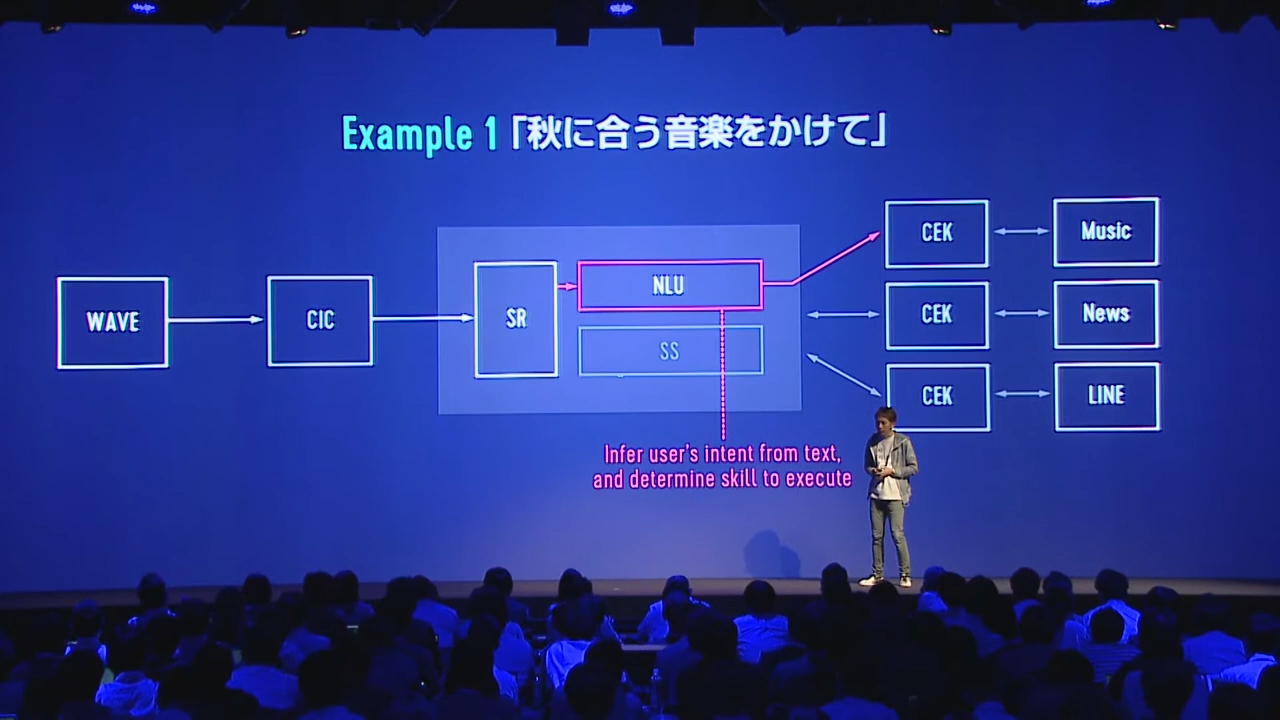 Example 1「秋に合う音楽をかけて」
WAVE
CIC
SR
NLU
SS
CEK
Music
CEK
News
CEK
LINE
Infer user's intent from text,
and determine skill to execute